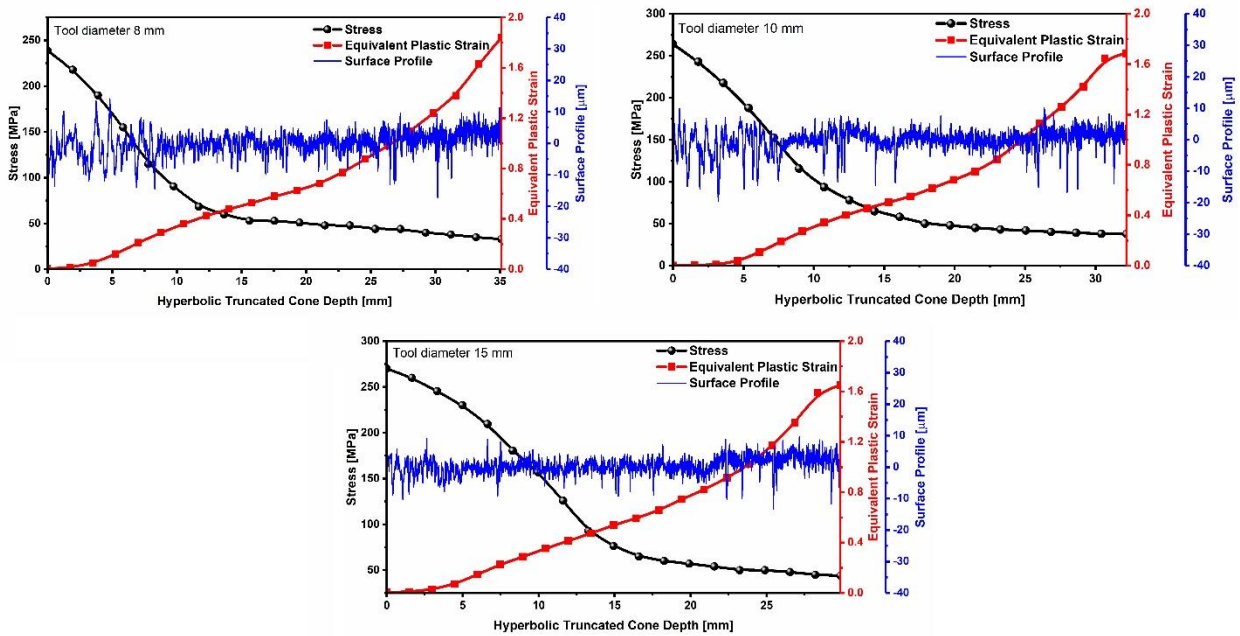 Tool diameter 8 mm
Stress
Equivalent Plastic Strain
Surface Profile
Stress [MPa]
250
200
150
100
50
0
0 5 10 15 20 25 30 35
Hyperbolic Truncated Cone Depth [mm]
2.0
1.6
1.2
0.8
0.4
0.0
Equivalent Plastic Strain
40
30
20
10
0
-10
-20
-30
-40
Surface Profile [μm]
Tool diameter 10 mm
Stress
Equivalent Plastic Strain
Surface Profile
Stress [MPa]
300
250
200
150
100
50
0
0 5 10 15 20 25 30
Hyperbolic Truncated Cone Depth [mm]
2.0
1.6
1.2
0.8
0.4
0.0
Equivalent Plastic Strain
40
30
20
10
0
-10
-20
-30
-40
Surface Profile [μm]
Tool diameter 15 mm
Stress
Equivalent Plastic Strain
Surface Profile
Stress [MPa]
300
250
200
150
100
50
0 5 10 15 20 25
Hyperbolic Truncated Cone Depth [mm]
2.0
1.6
1.2
0.8
0.4
0.0
Equivalent Plastic Strain
40
30
20
10
0
-10
-20
-30
-40
Surface Profile [μm]